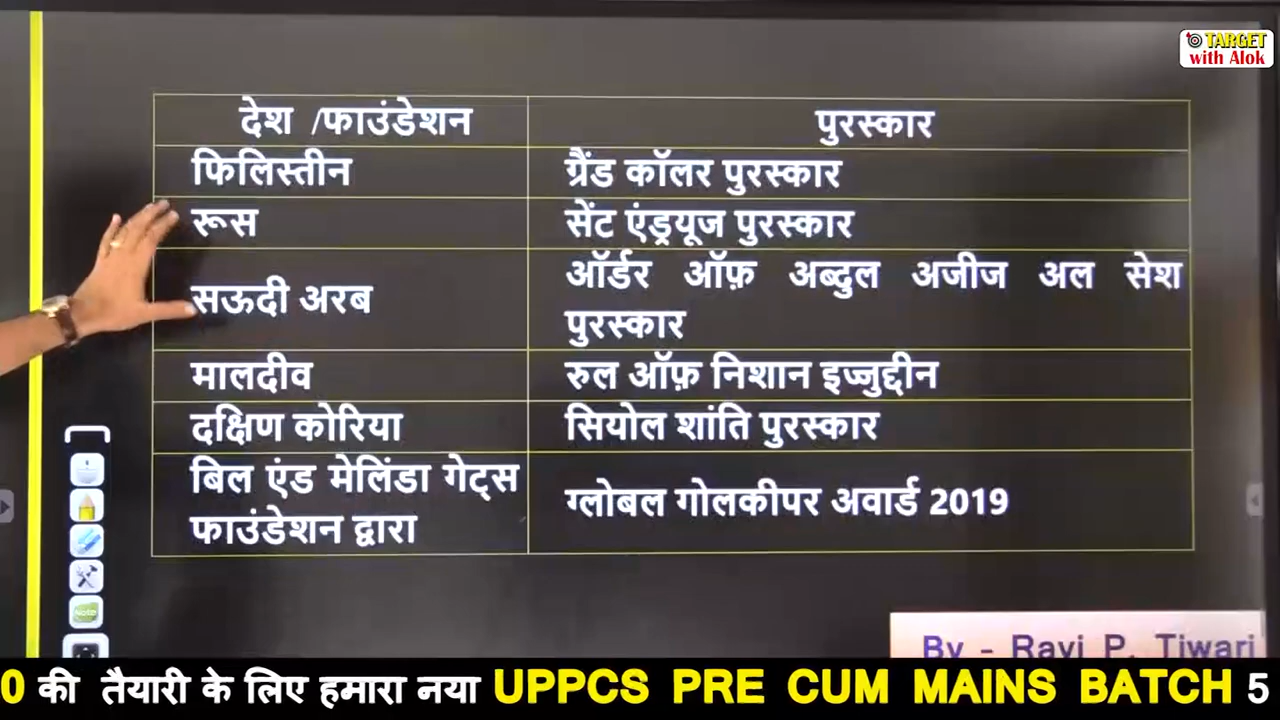 TARGET
with Alok
देश /फाउंडेशन
पुरस्कार
फिलिस्तीन
ग्रैंड कॉलर पुरस्कार
रूस
सेंट एंड्रयूज पुरस्कार
सऊदी अरब
ऑर्डर ऑफ़ अब्दुल अजीज अल सेश
पुरस्कार
मालदीव
रुल ऑफ़ निशान इज्जुद्दीन
दक्षिण कोरिया
सियोल शांति पुरस्कार
बिल एंड मेलिंडा गेट्स
फाउंडेशन द्वारा
ग्लोबल गोलकीपर अवार्ड 2019
Note
By - Ravi P. Tiwari
0 की तैयारी के लिए हमारा नया UPPCS PRE CUM MAINS BATCH 5